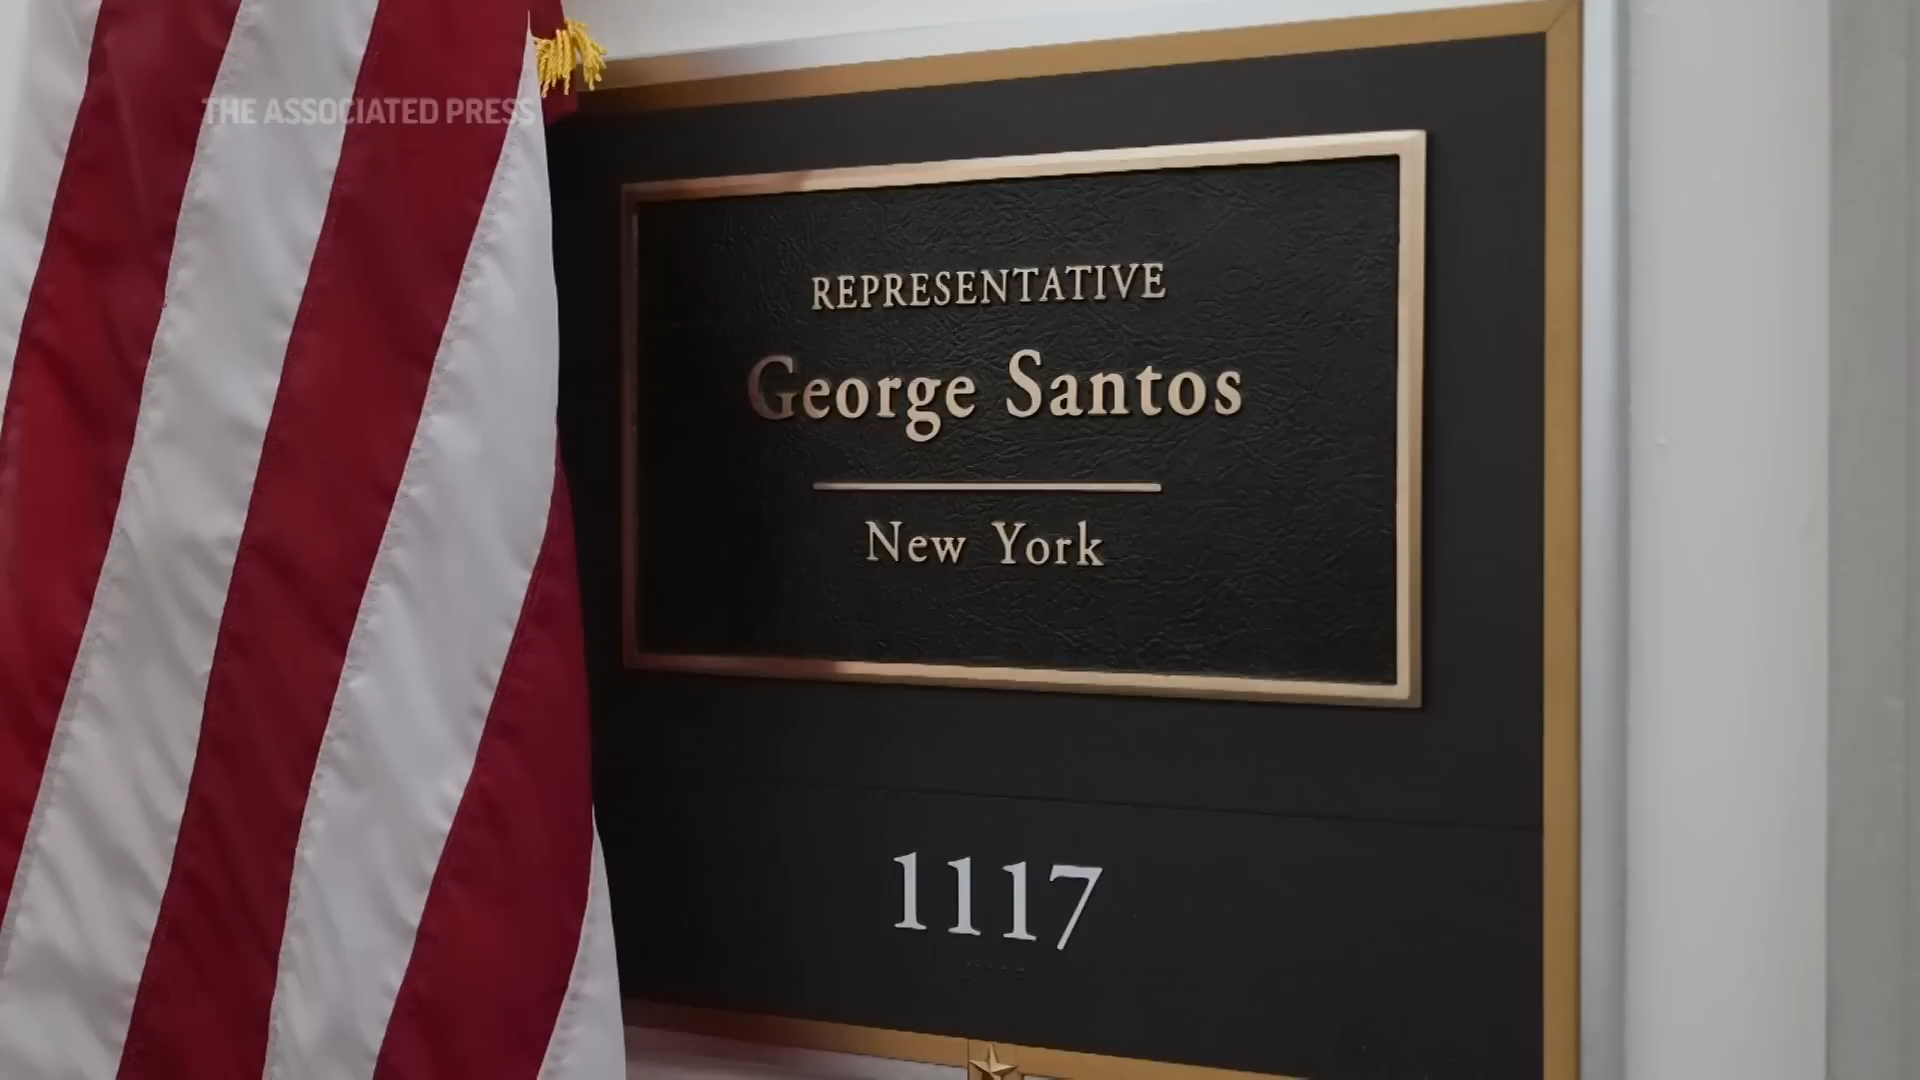 THE ASSOCIATED PRESS
REPRESENTATIVE
George Santos
New York
1117